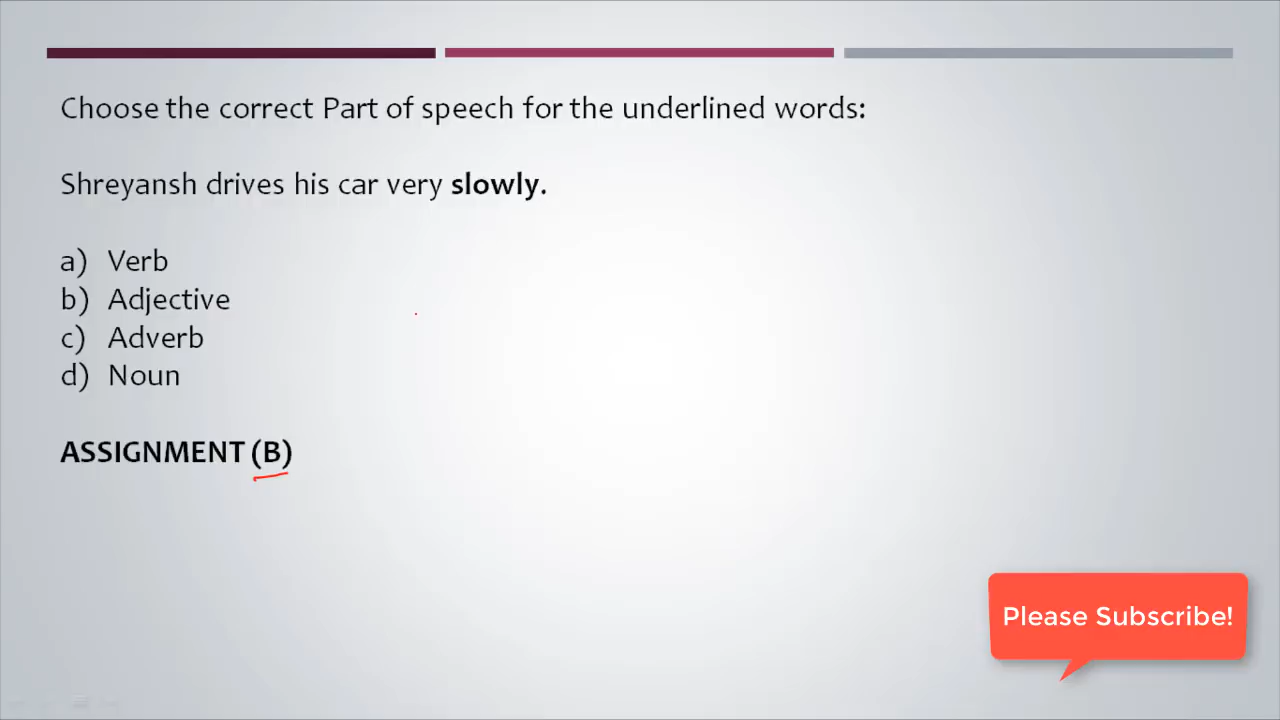 Choose the correct Part of speech for the underlined words:
Shreyansh drives his car very slowly.
a) Verb
b) Adjective
c) Adverb
d) Noun
ASSIGNMENT (B)
Please Subscribe!